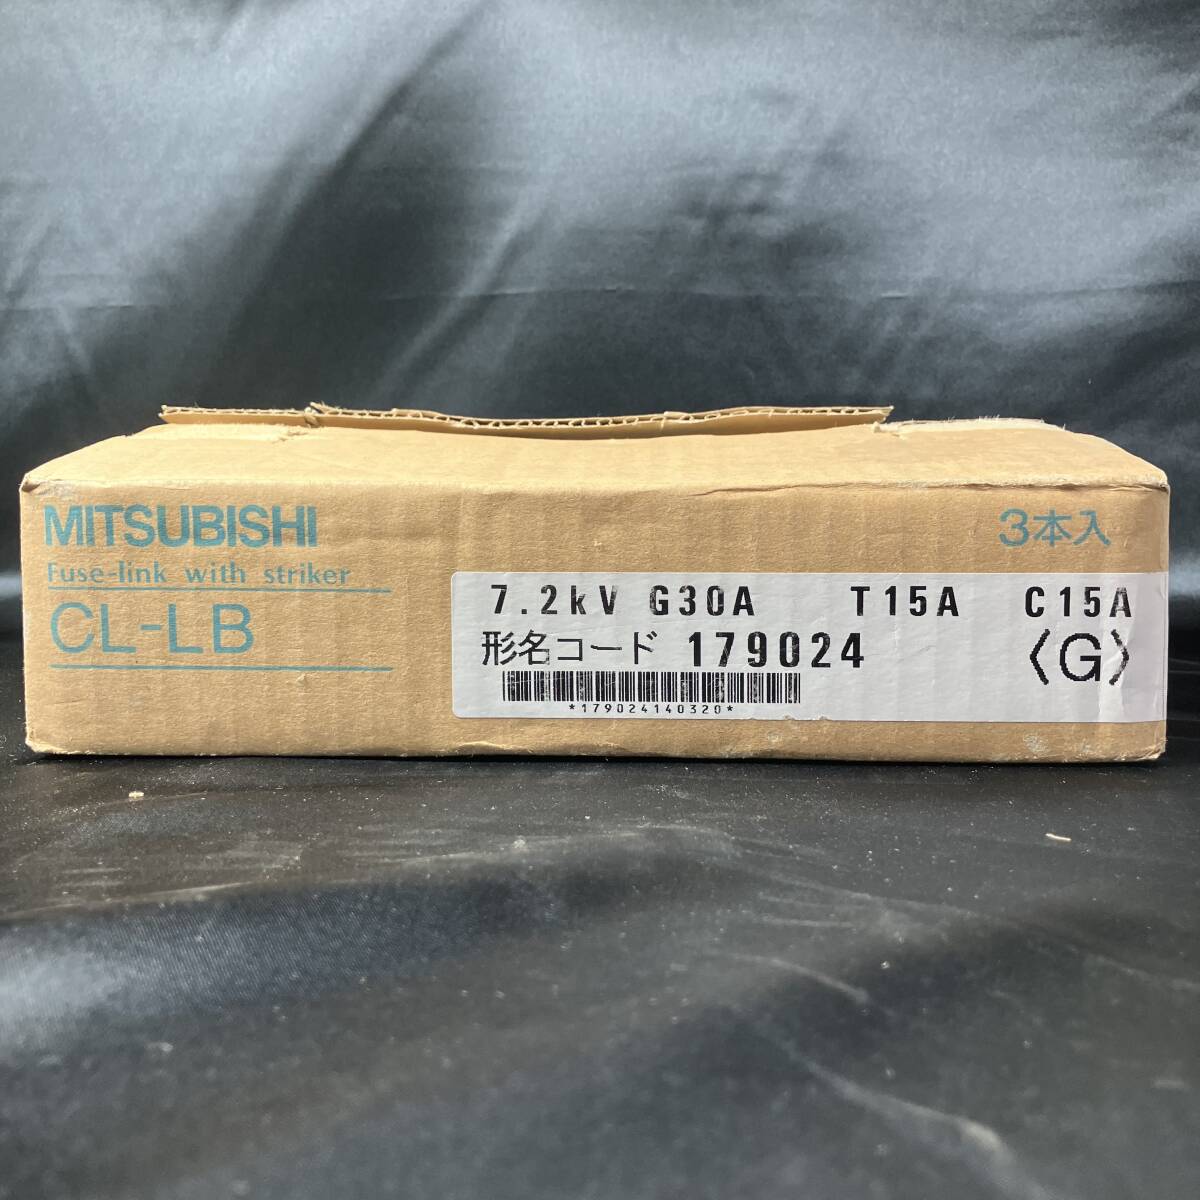 MITSUBISHI
Fuse-link with striker
CL-LB
3本入
7.2kV G30A T15A C15A
形名コード 179024 〈G〉
*179024140320*